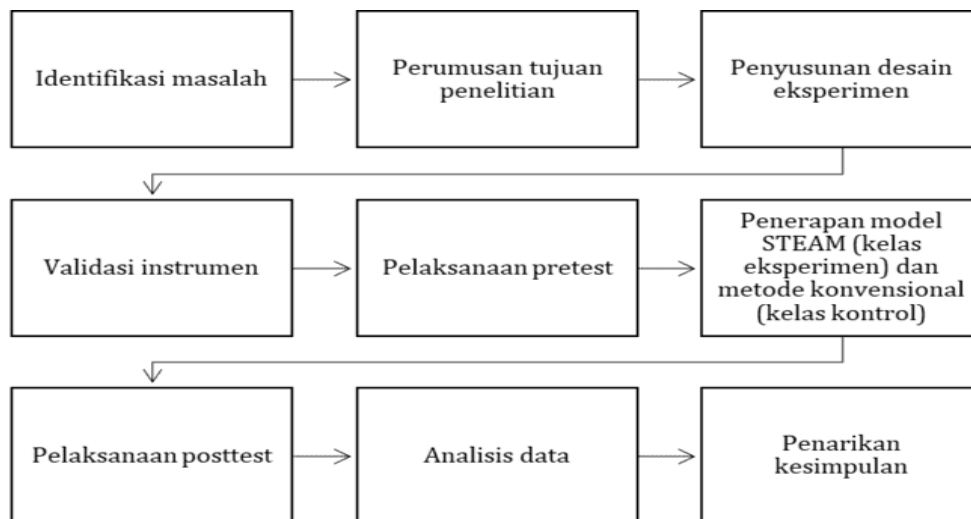 Identifikasi masalah
Perumusan tujuan
penelitian
Penyusunan desain
eksperimen
Validasi instrumen
Pelaksanaan pretest
Penerapan model
STEAM (kelas
eksperimen) dan
metode konvensional
(kelas kontrol)
Pelaksanaan posttest
Analisis data
Penarikan
kesimpulan